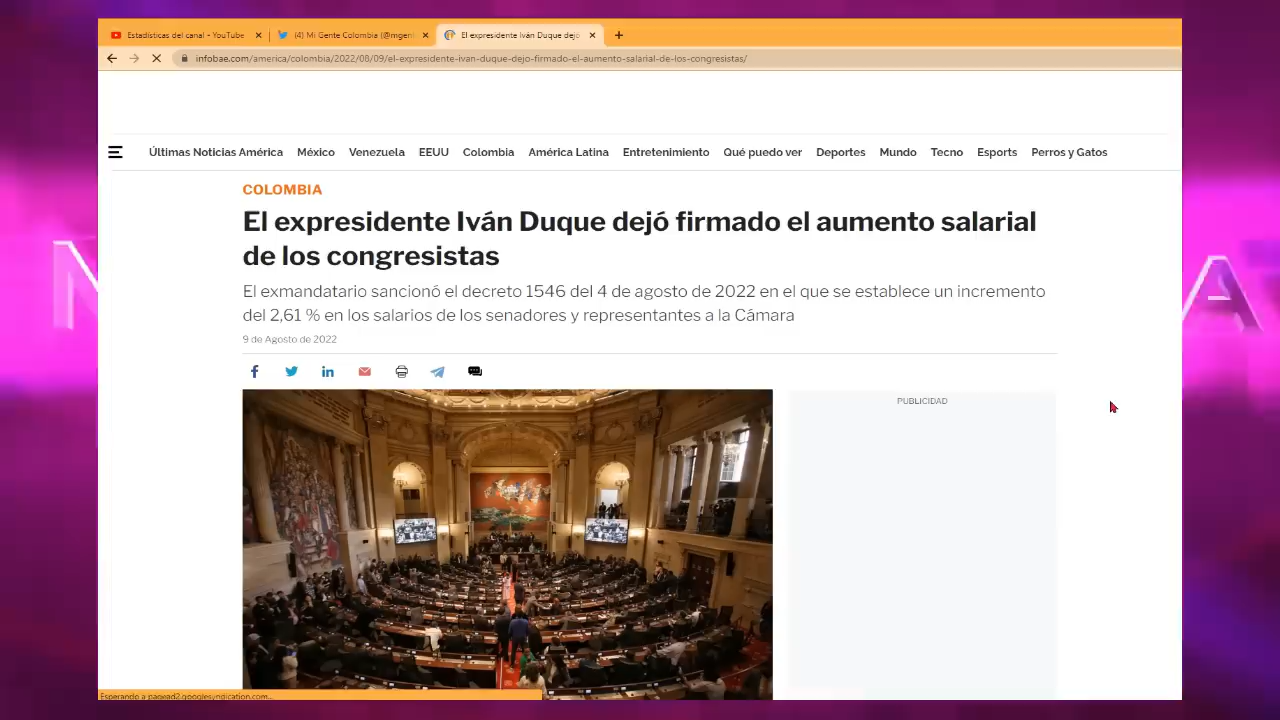 Estadísticas del canal - YouTube
(4) Mi Gente Colombia (@mgent
El expresidente Iván Duque dejó
infobae.com/america/colombia/2022/08/09/el-expresidente-ivan-duque-dejo-firmado-el-aumento-salarial-de-los-congresistas/
Últimas Noticias América México Venezuela EEUU Colombia América Latina Entretenimiento Qué puedo ver Deportes Mundo Tecno Esports Perros y Gatos
COLOMBIA
El expresidente Iván Duque dejó firmado el aumento salarial
de los congresistas
El exmandatario sancionó el decreto 1546 del 4 de agosto de 2022 en el que se establece un incremento
del 2,61 % en los salarios de los senadores y representantes a la Cámara
9 de Agosto de 2022
PUBLICIDAD
Esperando a pagead2.googlesyndication.com...